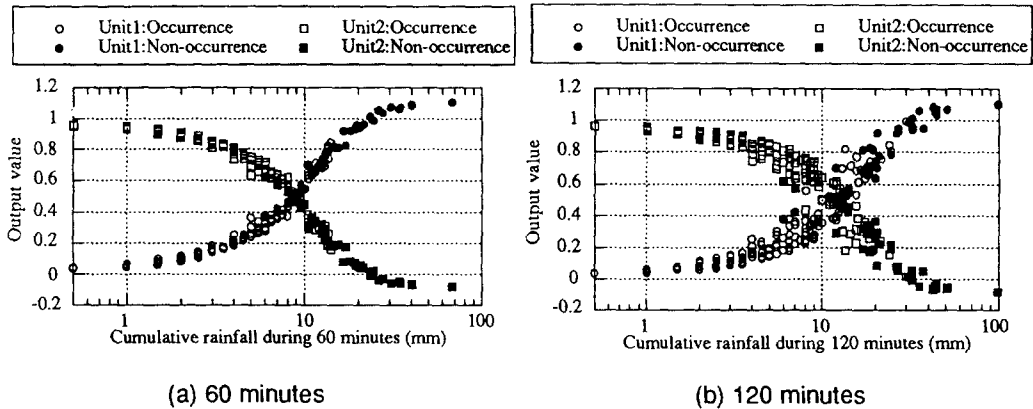 Unit1:Occurrence Unit2:Occurrence
Unit1:Non-occurrence Unit2:Non-occurrence
1.2
1
0.8
0.6
0.4
0.2
0
-0.2
Output value
1 10 100
Cumulative rainfall during 60 minutes (mm)
(a) 60 minutes
Unit1:Occurrence Unit2:Occurrence
Unit1:Non-occurrence Unit2:Non-occurrence
1.2
1
0.8
0.6
0.4
0.2
0
-0.2
Output value
1 10 100
Cumulative rainfall during 120 minutes (mm)
(b) 120 minutes